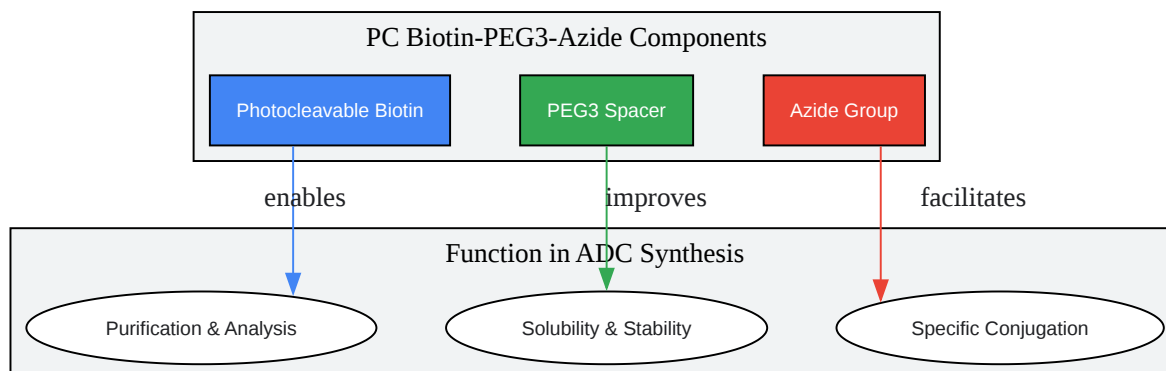 PC Biotin-PEG3-Azide Components
Photocleavable Biotin
PEG3 Spacer
Azide Group
enables
improves
facilitates
Function in ADC Synthesis
Purification & Analysis
Solubility & Stability
Specific Conjugation